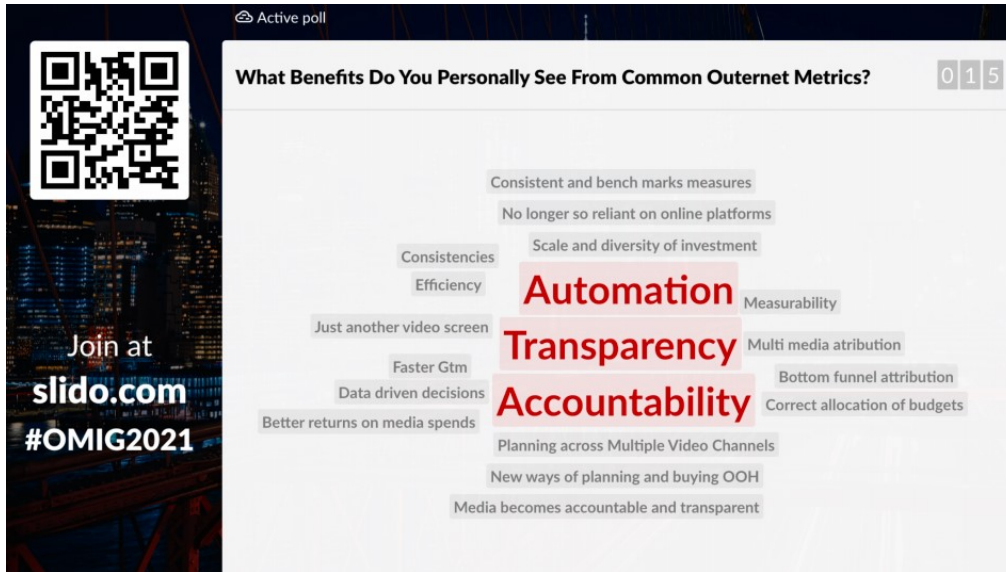 Active poll
What Benefits Do You Personally See From Common Outernet Metrics?
015
Join at
slido.com
#OMIG2021
Consistent and bench marks measures
No longer so reliant on online platforms
Scale and diversity of investment
Consistencies
Efficiency
Automation
Measurability
Just another video screen
Transparency
Multi media atribution
Faster Gtm
Bottom funnel attribution
Data driven decisions
Accountability
Correct allocation of budgets
Better returns on media spends
Planning across Multiple Video Channels
New ways of planning and buying OOH
Media becomes accountable and transparent